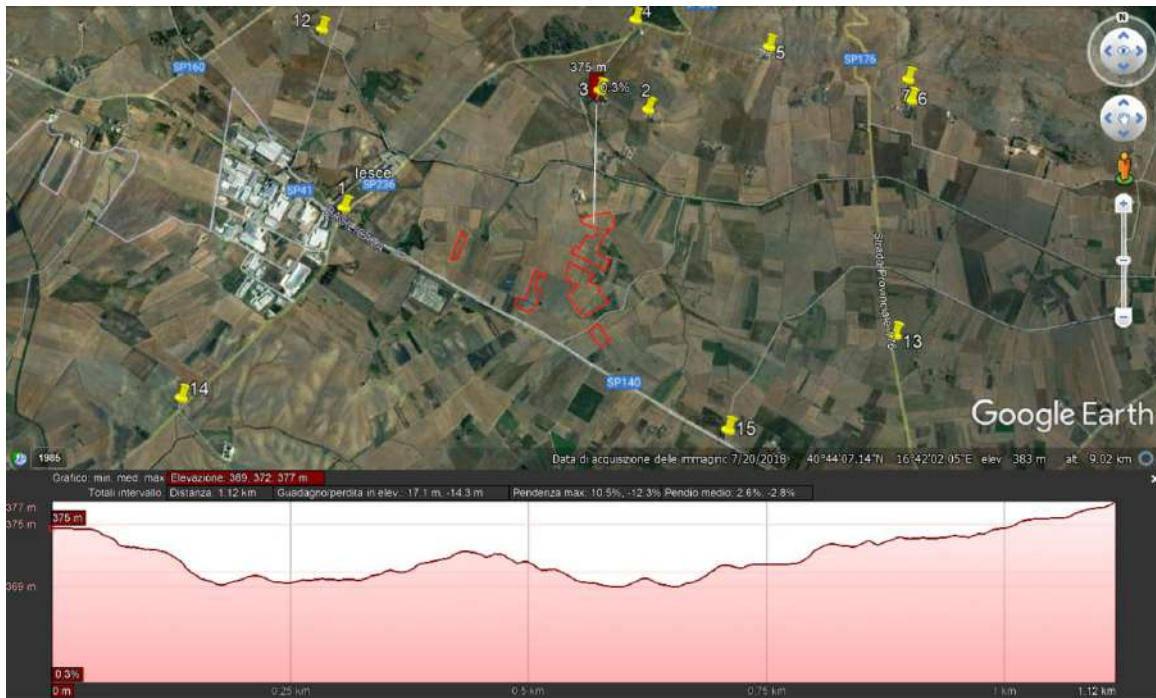 4
12
N
5
SP176
SP160
375 m
3
0.3%
2
7
6
Iesce
SP236
SP41
1
Strada Provinciale 176
13
SP140
14
15
Google Earth
1985
Data di acquisizione delle immagini: 7/20/2018 40°44'07.14"N 16°42'02.05"E elev 383 m alt 9.02 km
Grafico: min. med. max Elevazione: 369, 372, 377 m
Totali intervallo Distanza: 1.12 km Guadagno/perdita in elev.: 17.1 m, -14.3 m Pendenza max: 10.5%, -12.3% Pendio medio: 2.6%, -2.8%
377 m
375 m
375 m
369 m
0.3%
0 m
0.25 km
0.5 km
0.75 km
1 km
1.12 km